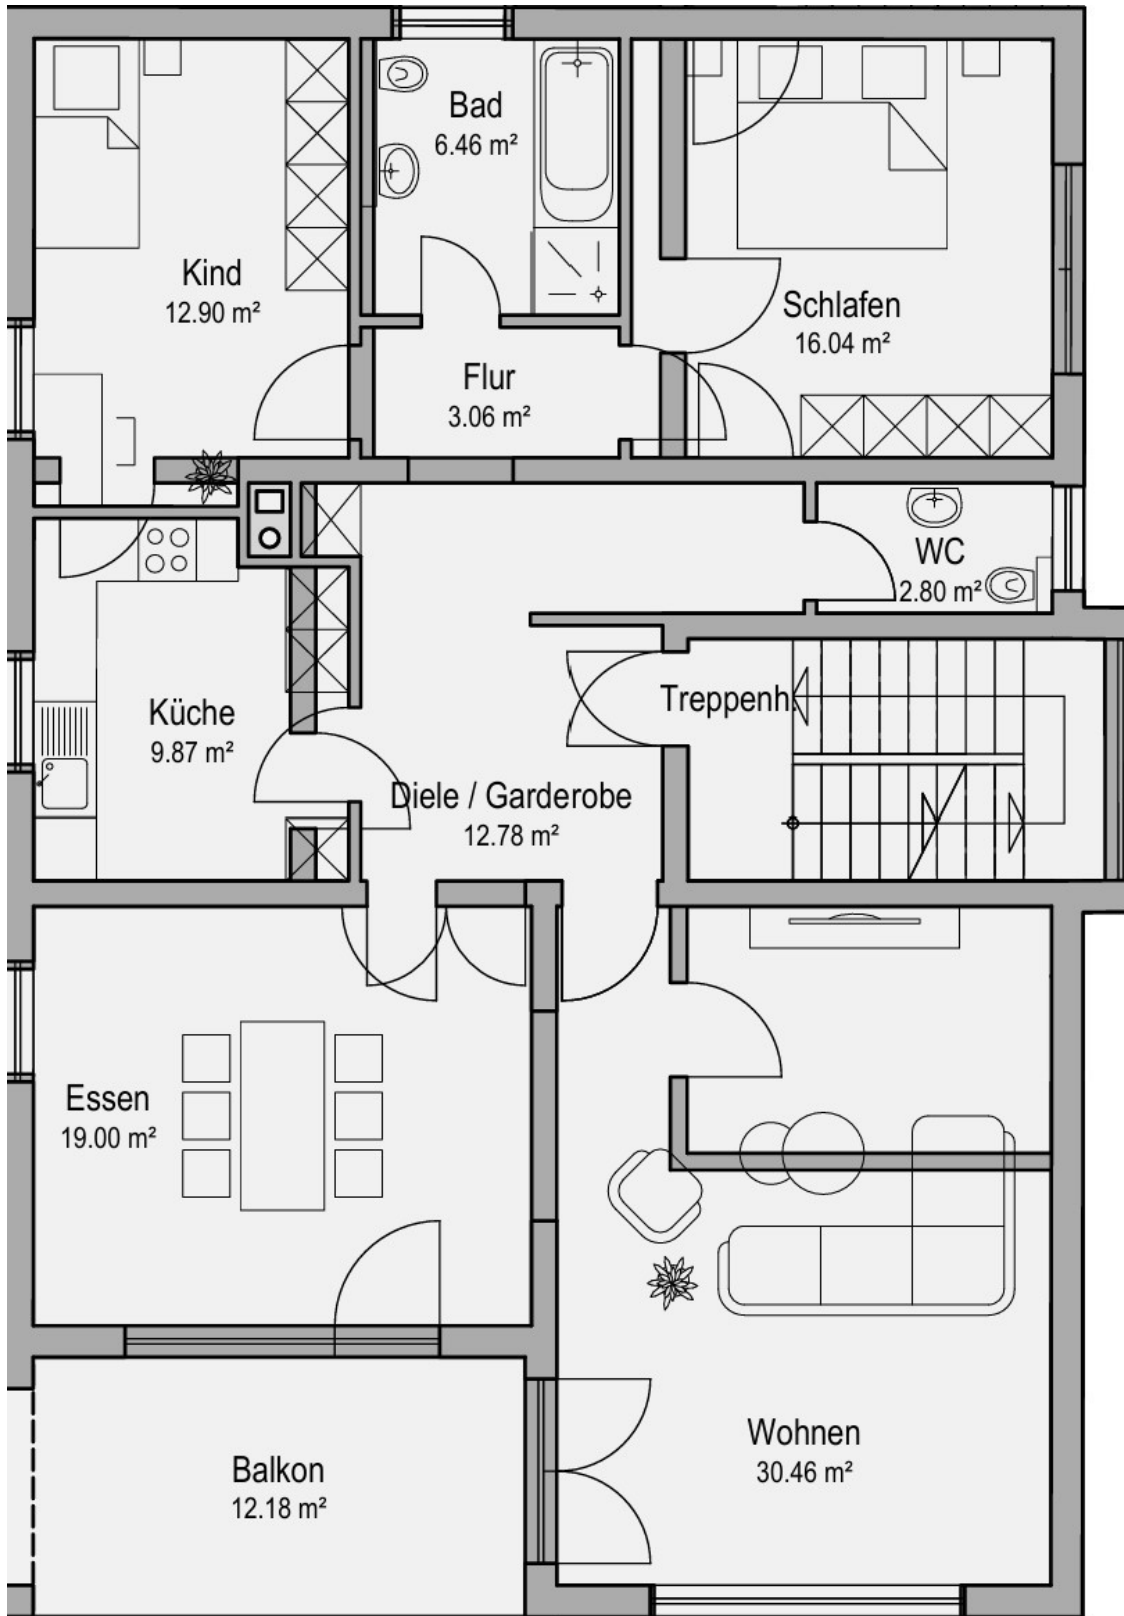 Bad
6.46 m²
Kind
12.90 m²
Schlafen
16.04 m²
Flur
3.06 m²
WC
2.80 m²
Küche
9.87 m²
Treppenh.
Diele / Garderobe
12.78 m²
Essen
19.00 m²
Wohnen
30.46 m²
Balkon
12.18 m²